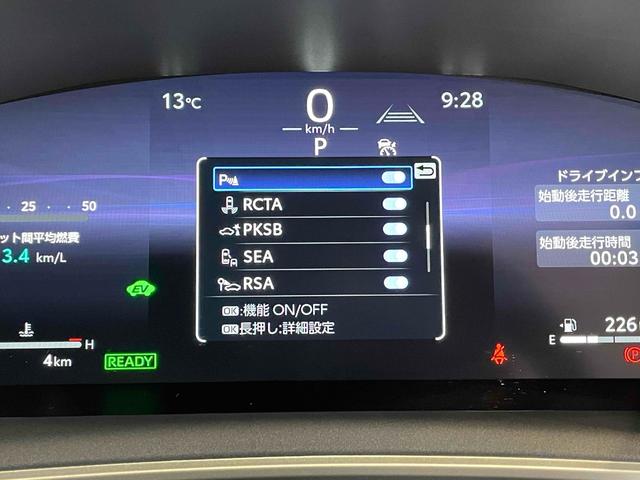 13℃
0
km/h
P
9:28
P
RCTA
PKSB
SEA
RSA
OK:機能 ON/OFF
OK長押し:詳細設定
25 50
ット間平均燃費
3.4 km/L
EV
H
4km
READY
ドライブインフ
始動後走行距離
0.0
始動後走行時間
00:03
E
226
P